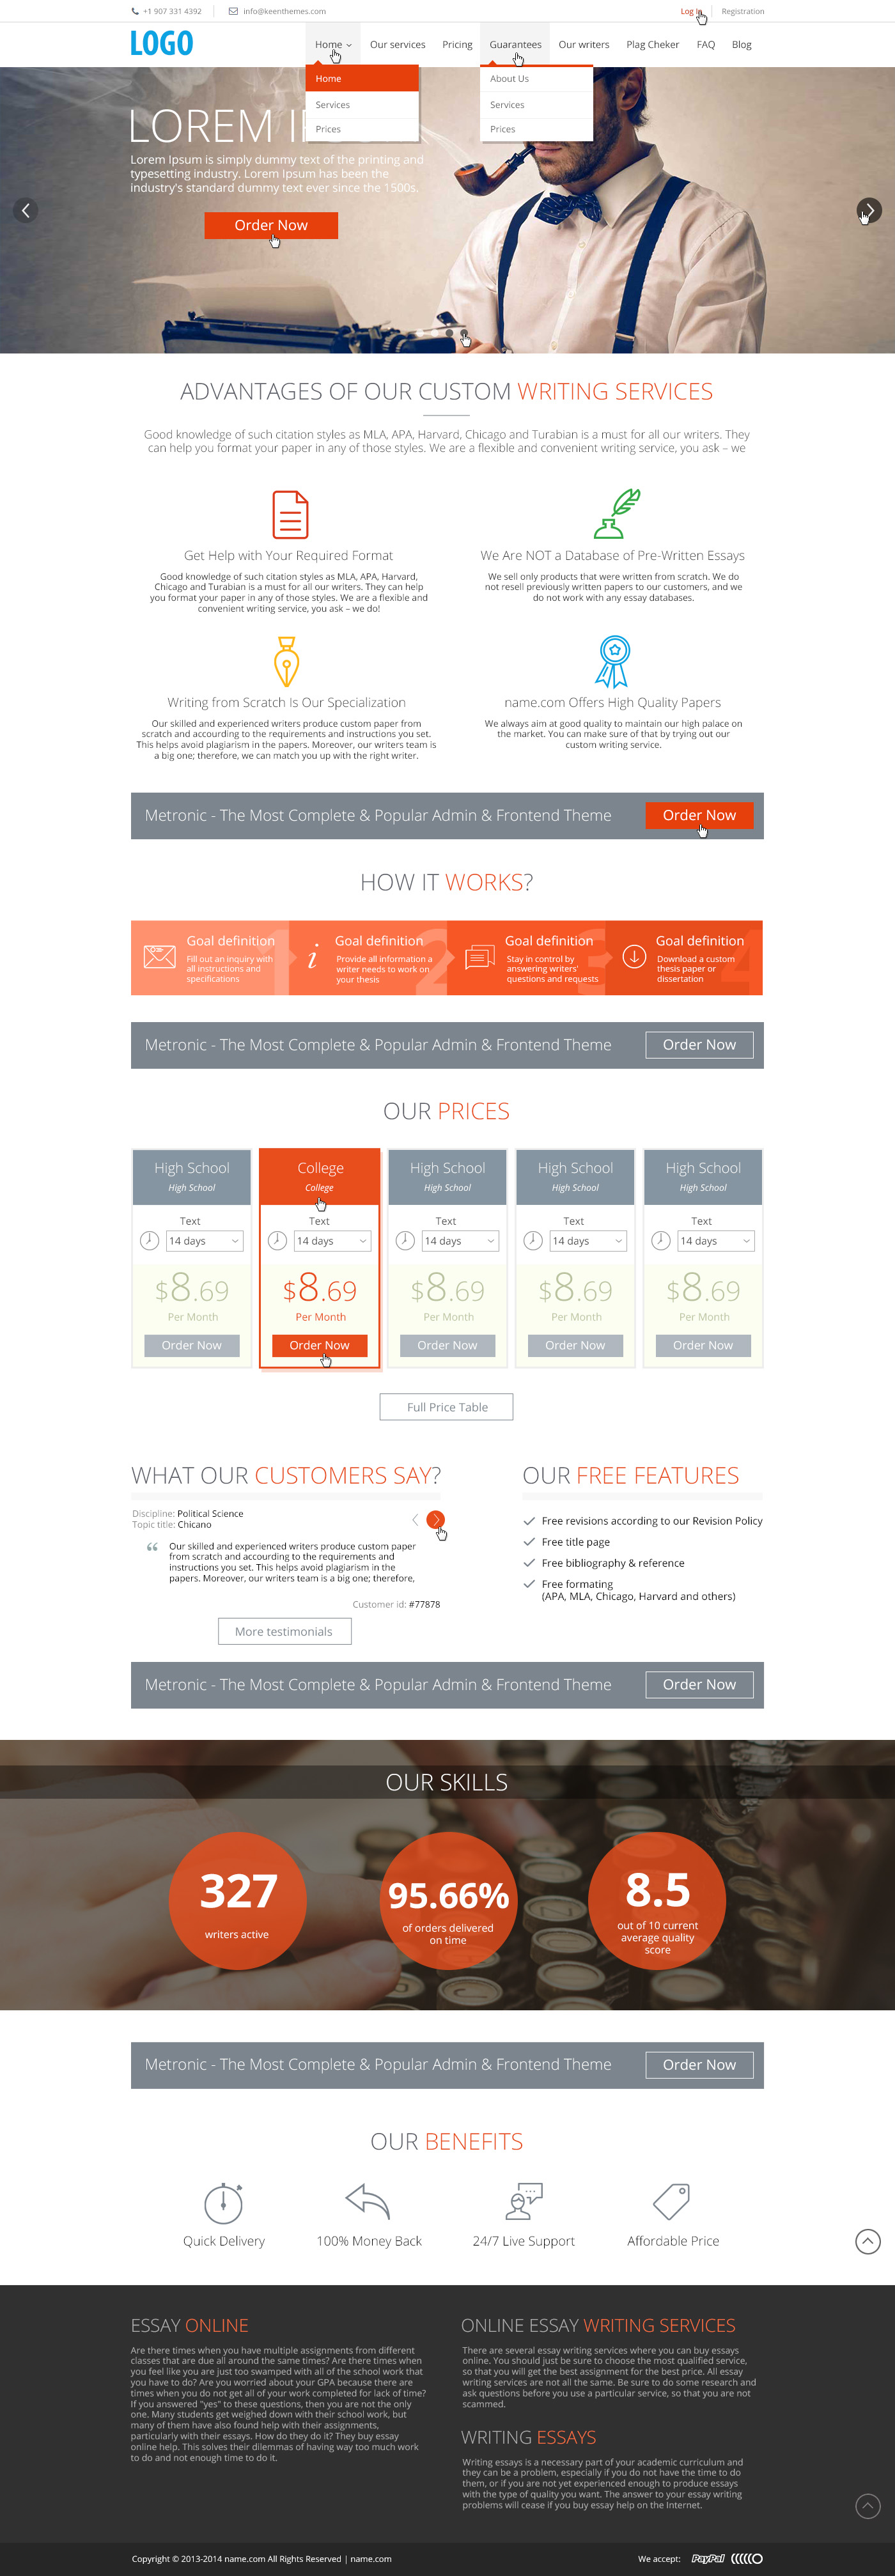 +1 907 331 4392
info@keenthemes.com
Log In
Registration
LOGO
Home
Our services
Pricing
Guarantees
Our writers
Plag Cheker
FAQ
Blog
Home
Services
Prices
About Us
Services
Prices
LOREM
Lorem Ipsum is simply dummy text of the printing and
typesetting industry. Lorem Ipsum has been the
industry's standard dummy text ever since the 1500s.
Order Now
ADVANTAGES OF OUR CUSTOM WRITING SERVICES
Good knowledge of such citation styles as MLA, APA, Harvard, Chicago and Turabian is a must for all our writers. They
can help you format your paper in any of those styles. We are a flexible and convenient writing service, you ask – we
Get Help with Your Required Format
Good knowledge of such citation styles as MLA, APA, Harvard,
Chicago and Turabian is a must for all our writers. They can help
you format your paper in any of those styles. We are a flexible and
convenient writing service, you ask – we do!
We Are NOT a Database of Pre-Written Essays
We sell only products that were written from scratch. We do
not resell previously written papers to our customers, and we
do not work with any essay databases.
Writing from Scratch Is Our Specialization
Our skilled and experienced writers produce custom paper from
scratch and accourding to the requirements and instructions you set.
This helps avoid plagiarism in the papers. Moreover, our writers team is
a big one; therefore, we can match you up with the right writer.
name.com Offers High Quality Papers
We always aim at good quality to maintain our high palace on
the market. You can make sure of that by trying out our
custom writing service.
Metronic - The Most Complete & Popular Admin & Frontend Theme
Order Now
HOW IT WORKS?
1
Goal definition
Fill out an inquiry with
all instructions and
specifications
2
Goal definition
Provide all information a
writer needs to work on
your thesis
3
Goal definition
Stay in control by
answering writers'
questions and requests
4
Goal definition
Download a custom
thesis paper or
dissertation
Metronic - The Most Complete & Popular Admin & Frontend Theme
Order Now
OUR PRICES
High School
High School
Text
14 days
$8.69
Per Month
Order Now
College
College
Text
14 days
$8.69
Per Month
Order Now
High School
High School
Text
14 days
$8.69
Per Month
Order Now
High School
High School
Text
14 days
$8.69
Per Month
Order Now
High School
High School
Text
14 days
$8.69
Per Month
Order Now
Full Price Table
WHAT OUR CUSTOMERS SAY?
Discipline: Political Science
Topic title: Chicano
“ Our skilled and experienced writers produce custom paper
from scratch and accourding to the requirements and
instructions you set. This helps avoid plagiarism in the
papers. Moreover, our writers team is a big one; therefore,
Customer id: #77878
More testimonials
OUR FREE FEATURES
Free revisions according to our Revision Policy
Free title page
Free bibliography & reference
Free formating
(APA, MLA, Chicago, Harvard and others)
Metronic - The Most Complete & Popular Admin & Frontend Theme
Order Now
OUR SKILLS
327
writers active
95.66%
of orders delivered
on time
8.5
out of 10 current
average quality
score
Metronic - The Most Complete & Popular Admin & Frontend Theme
Order Now
OUR BENEFITS
Quick Delivery
100% Money Back
24/7 Live Support
Affordable Price
ESSAY ONLINE
Are there times when you have multiple assignments from different
classes that are due all around the same times? Are there times when
you feel like you are just too swamped with all of the school work that
you have to do? Are you worried about your GPA because there are
times when you do not get all of your work completed for lack of time?
If you answered "yes" to these questions, then you are not the only
one. Many students get weighed down with their school work, but
many of them have also found help with their assignments,
particularly with their essays. How do they do it? They buy essay
online help. This solves their dilemmas of having way too much work
to do and not enough time to do it.
ONLINE ESSAY WRITING SERVICES
There are several essay writing services where you can buy essays
online. You should just be sure to choose the most qualified service,
so that you will get the best assignment for the best price. All essay
writing services are not all the same. Be sure to do some research and
ask questions before you use a particular service, so that you are not
scammed.
WRITING ESSAYS
Writing essays is a necessary part of your academic curriculum and
they can be a problem, especially if you do not have the time to do
them, or if you are not yet experienced enough to produce essays
with the type of quality you want. The answer to your essay writing
problems will cease if you buy essay help on the Internet.
Copyright © 2013-2014 name.com All Rights Reserved | name.com
We accept:
PayPal